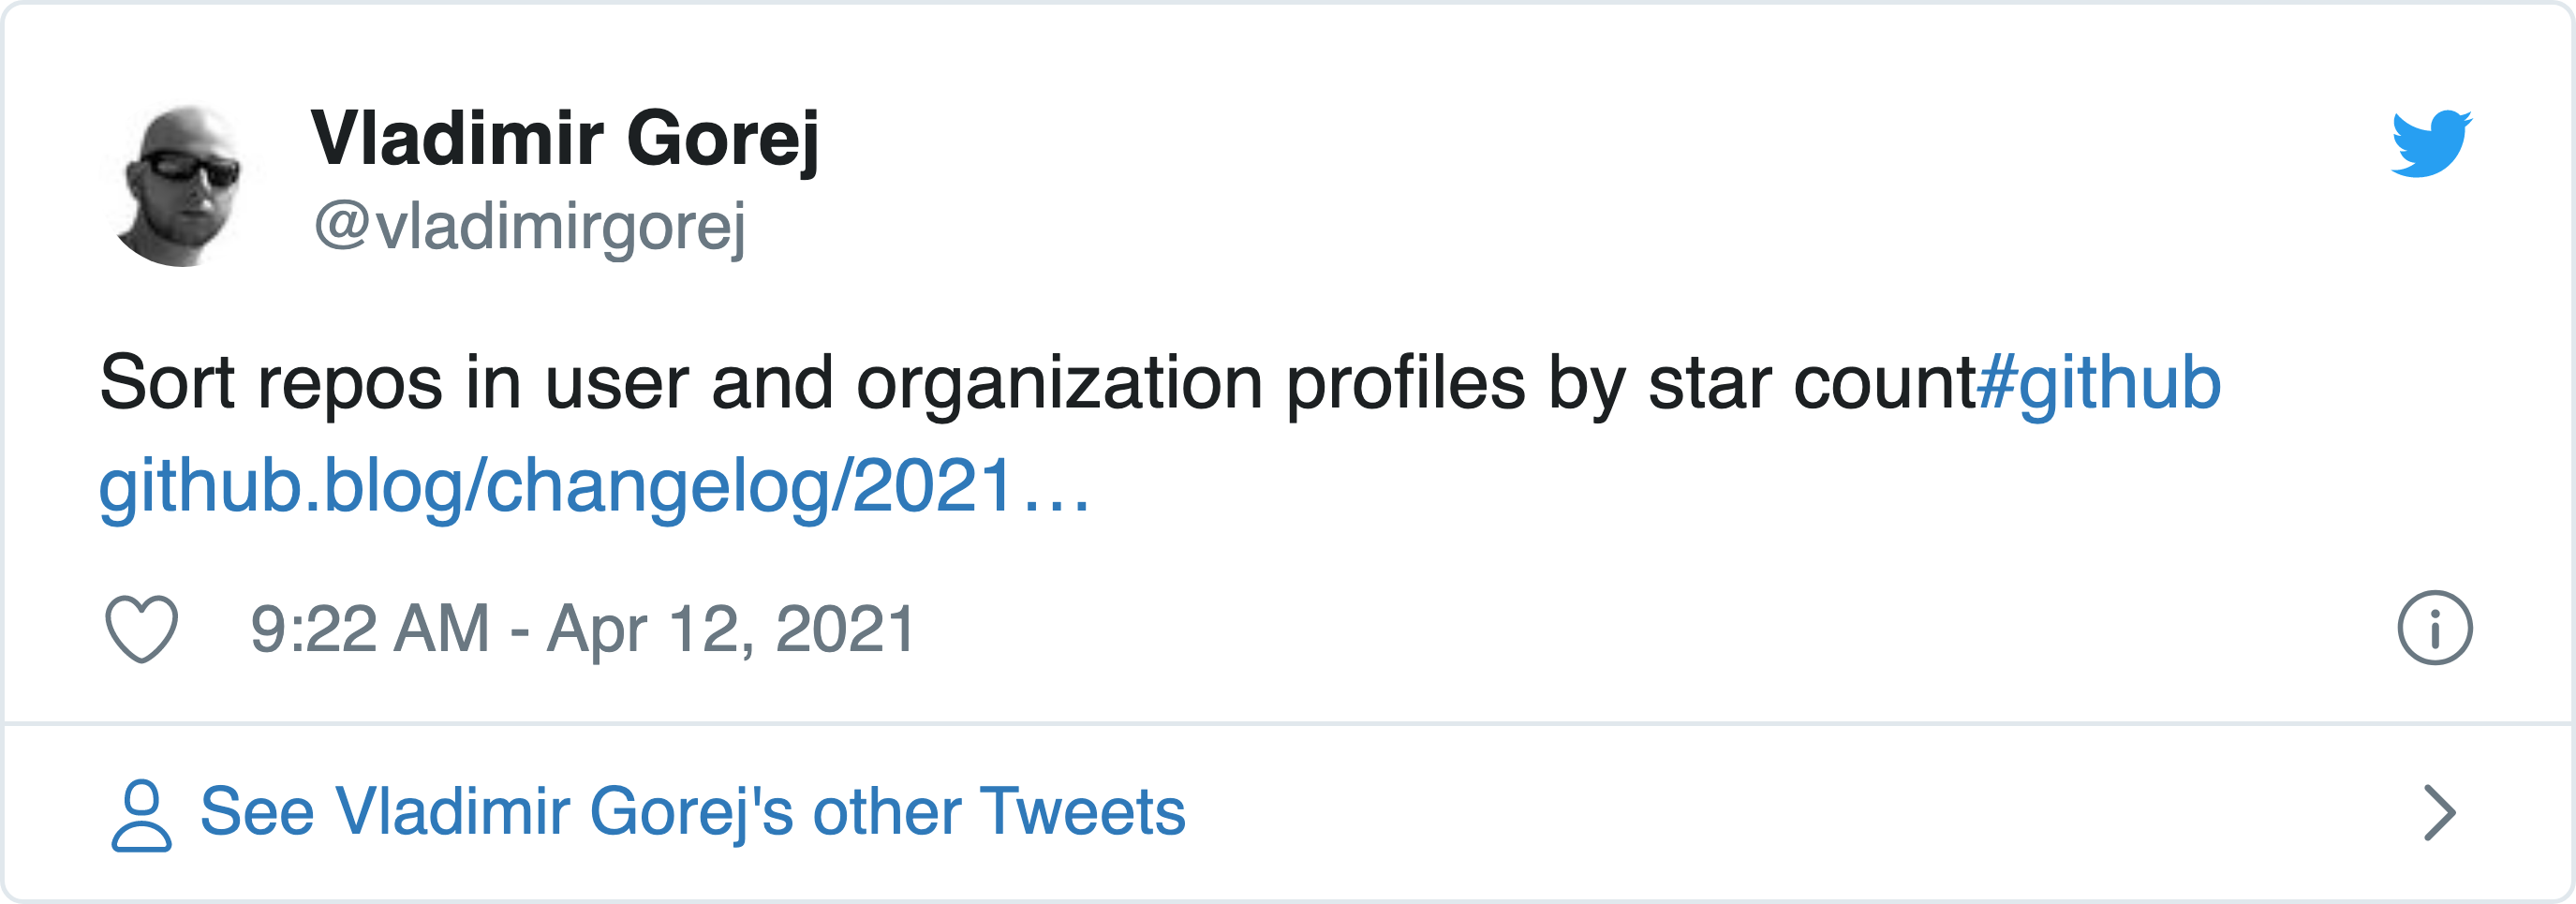 Vladimir Gorej
@vladimirgorej
Sort repos in user and organization profiles by star count#github
github.blog/changelog/2021…
9:22 AM - Apr 12, 2021
See Vladimir Gorej's other Tweets